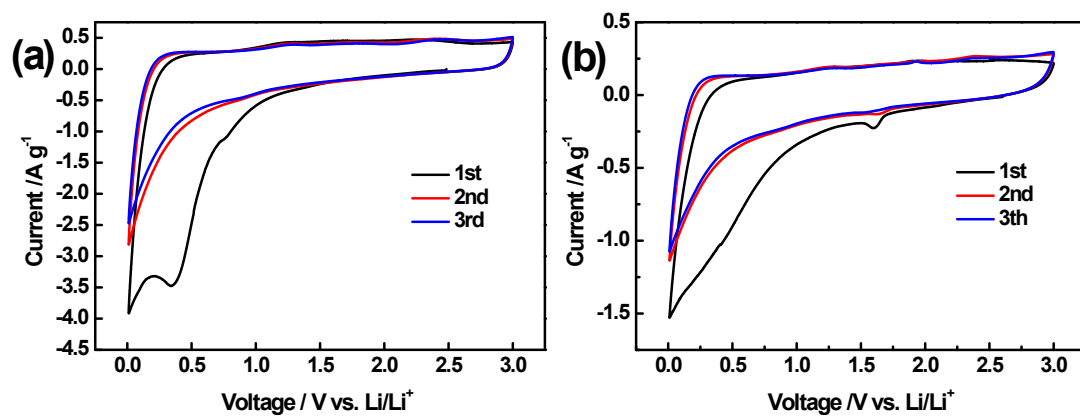 (a)
Current /A g-1
0.5
0.0
-0.5
-1.0
-1.5
-2.0
-2.5
-3.0
-3.5
-4.0
-4.5
1st
2nd
3rd
0.0 0.5 1.0 1.5 2.0 2.5 3.0
Voltage / V vs. Li/Li+
(b)
Current /A g-1
0.5
0.0
-0.5
-1.0
-1.5
1st
2nd
3th
0.0 0.5 1.0 1.5 2.0 2.5 3.0
Voltage /V vs. Li/Li+